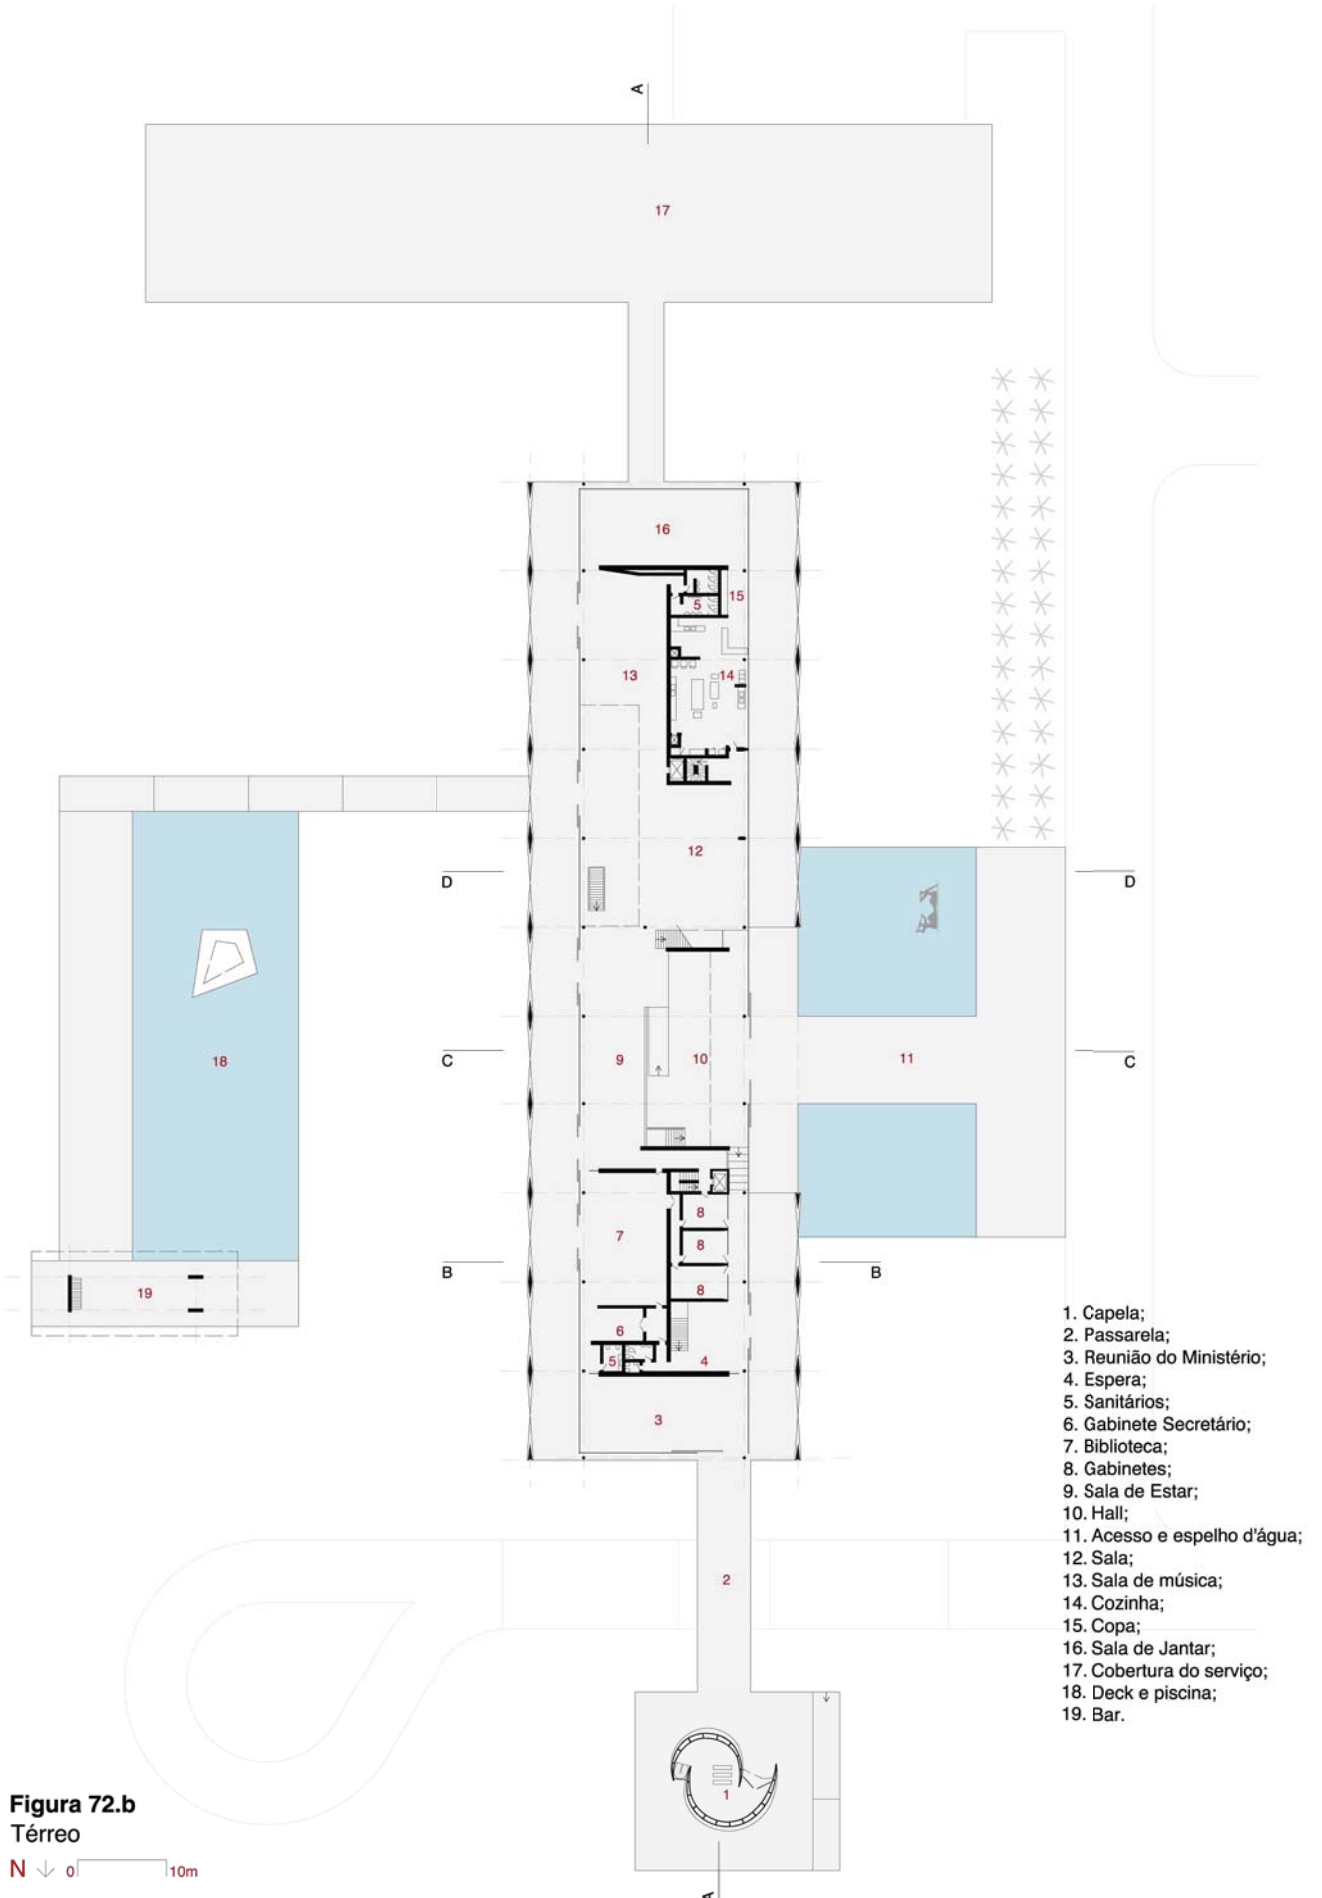 A
17
16
5
15
13
14
12
D
D
18
C
9
10
11
C
8
7
8
B
B
8
19
6
5
4
3
2
1
A
1. Capela;
2. Passarela;
3. Reunião do Ministério;
4. Espera;
5. Sanitários;
6. Gabinete Secretário;
7. Biblioteca;
8. Gabinetes;
9. Sala de Estar;
10. Hall;
11. Acesso e espelho d'água;
12. Sala;
13. Sala de música;
14. Cozinha;
15. Copa;
16. Sala de Jantar;
17. Cobertura do serviço;
18. Deck e piscina;
19. Bar.
Figura 72.b
Térreo
N 0 10m